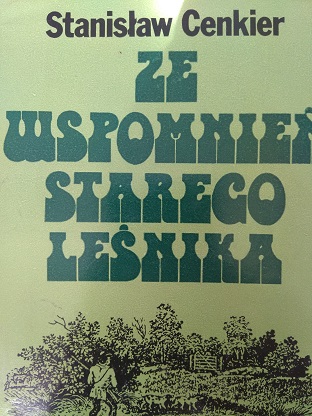 Stanisław Cenkier
ZE
WSPOMNIEŃ
STAREGO
LEŚNIKA